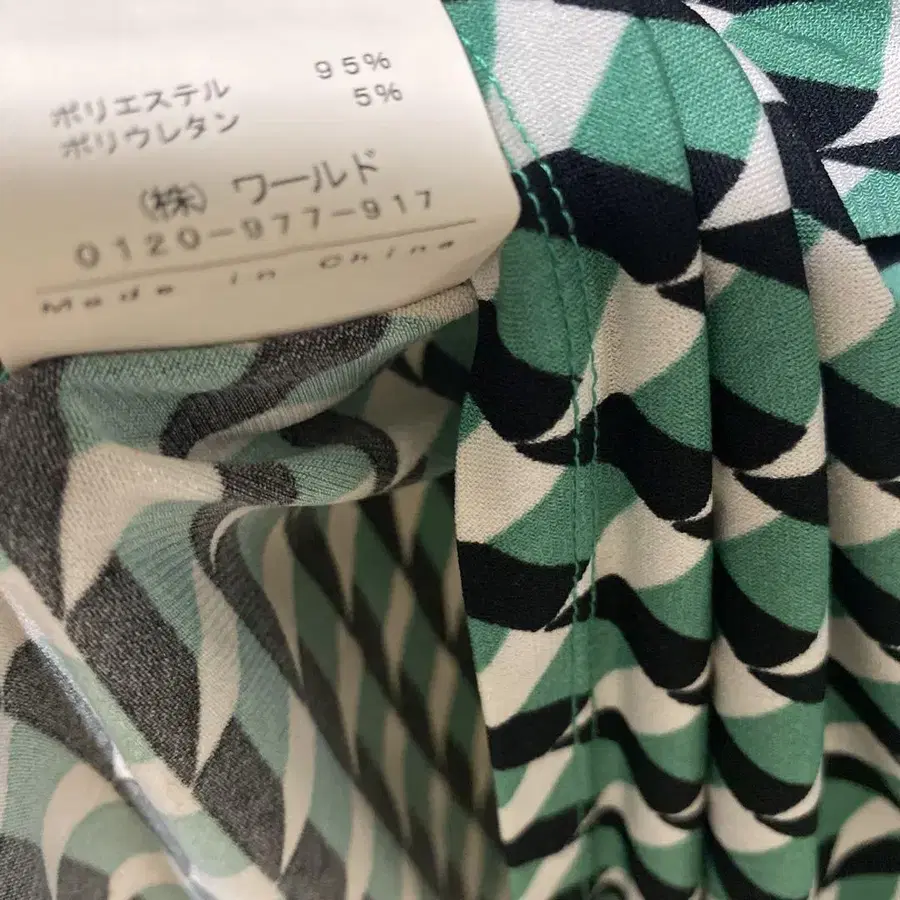 ポリエステル 95%
ポリウレタン 5%
(株) ワールド
0120-977-917
Made in China